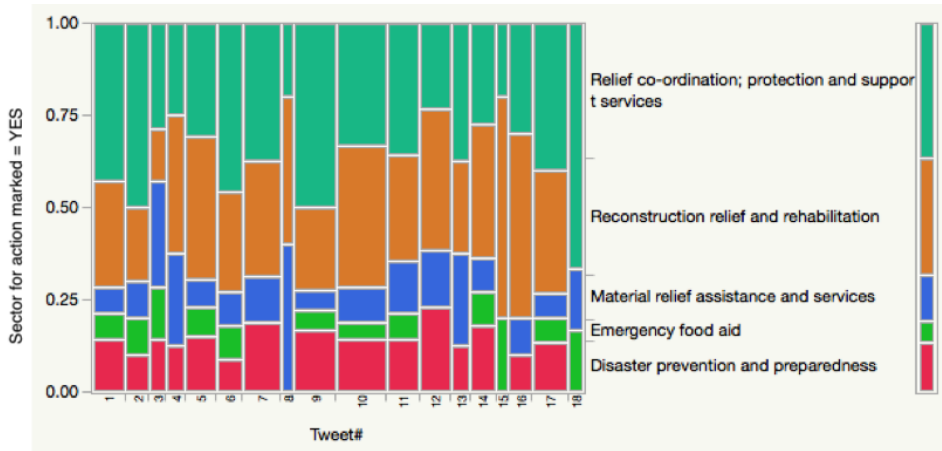 1.00
0.75
0.50
0.25
0.00
Sector for action marked = YES
1 2 3 4 5 6 7 8 9 10 11 12 13 14 15 16 17 18
Tweet#
Relief co-ordination; protection and suppor
t services
Reconstruction relief and rehabilitation
Material relief assistance and services
Emergency food aid
Disaster prevention and preparedness